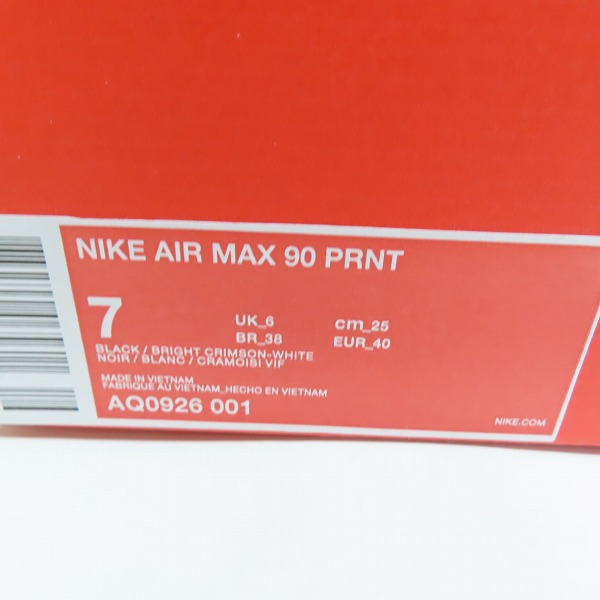 NIKE AIR MAX 90 PRNT
7 UK_6 cm_25
BR_38 EUR_40
BLACK / BRIGHT CRIMSON-WHITE
NOIR / BLANC / CRAMOISI VIF
MADE IN VIETNAM
FABRIQUE AU VIETNAM_HECHO EN VIETNAM
AQ0926 001
NIKE.COM